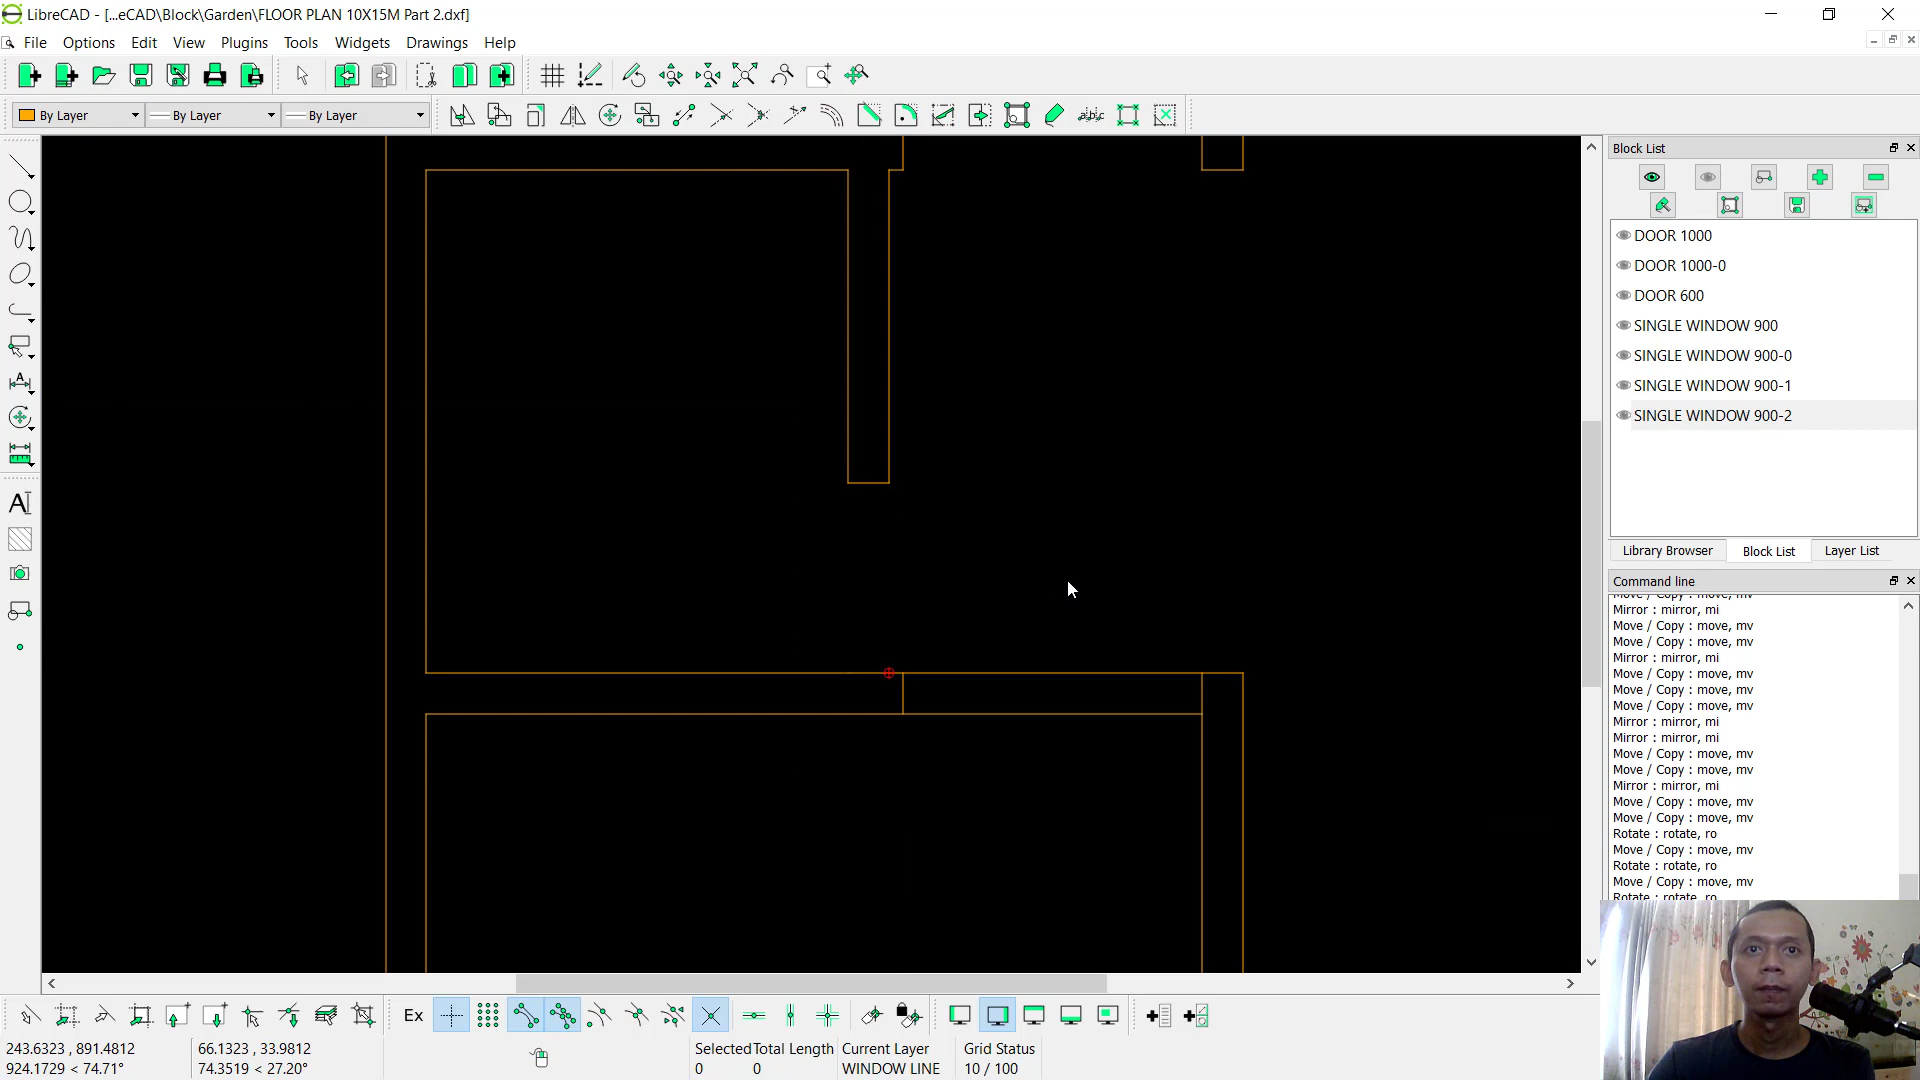 LibreCAD - [...eCAD\Block\Garden\FLOOR PLAN 10X15M Part 2.dxf]
File Options Edit View Plugins Tools Widgets Drawings Help
By Layer By Layer By Layer
abc
Block List
DOOR 1000
DOOR 1000-0
DOOR 600
SINGLE WINDOW 900
SINGLE WINDOW 900-0
SINGLE WINDOW 900-1
SINGLE WINDOW 900-2
Library Browser Block List Layer List
Command line
Move / Copy : move, mv
Mirror : mirror, mi
Move / Copy : move, mv
Move / Copy : move, mv
Mirror : mirror, mi
Move / Copy : move, mv
Move / Copy : move, mv
Move / Copy : move, mv
Mirror : mirror, mi
Mirror : mirror, mi
Move / Copy : move, mv
Move / Copy : move, mv
Mirror : mirror, mi
Move / Copy : move, mv
Move / Copy : move, mv
Rotate : rotate, ro
Move / Copy : move, mv
Rotate : rotate, ro
Move / Copy : move, mv
Rotate : rotate, ro
Ex
243.6323 , 891.4812
924.1729 < 74.71°
66.1323 , 33.9812
74.3519 < 27.20°
Selected Total Length
0 0
Current Layer
WINDOW LINE
Grid Status
10 / 100